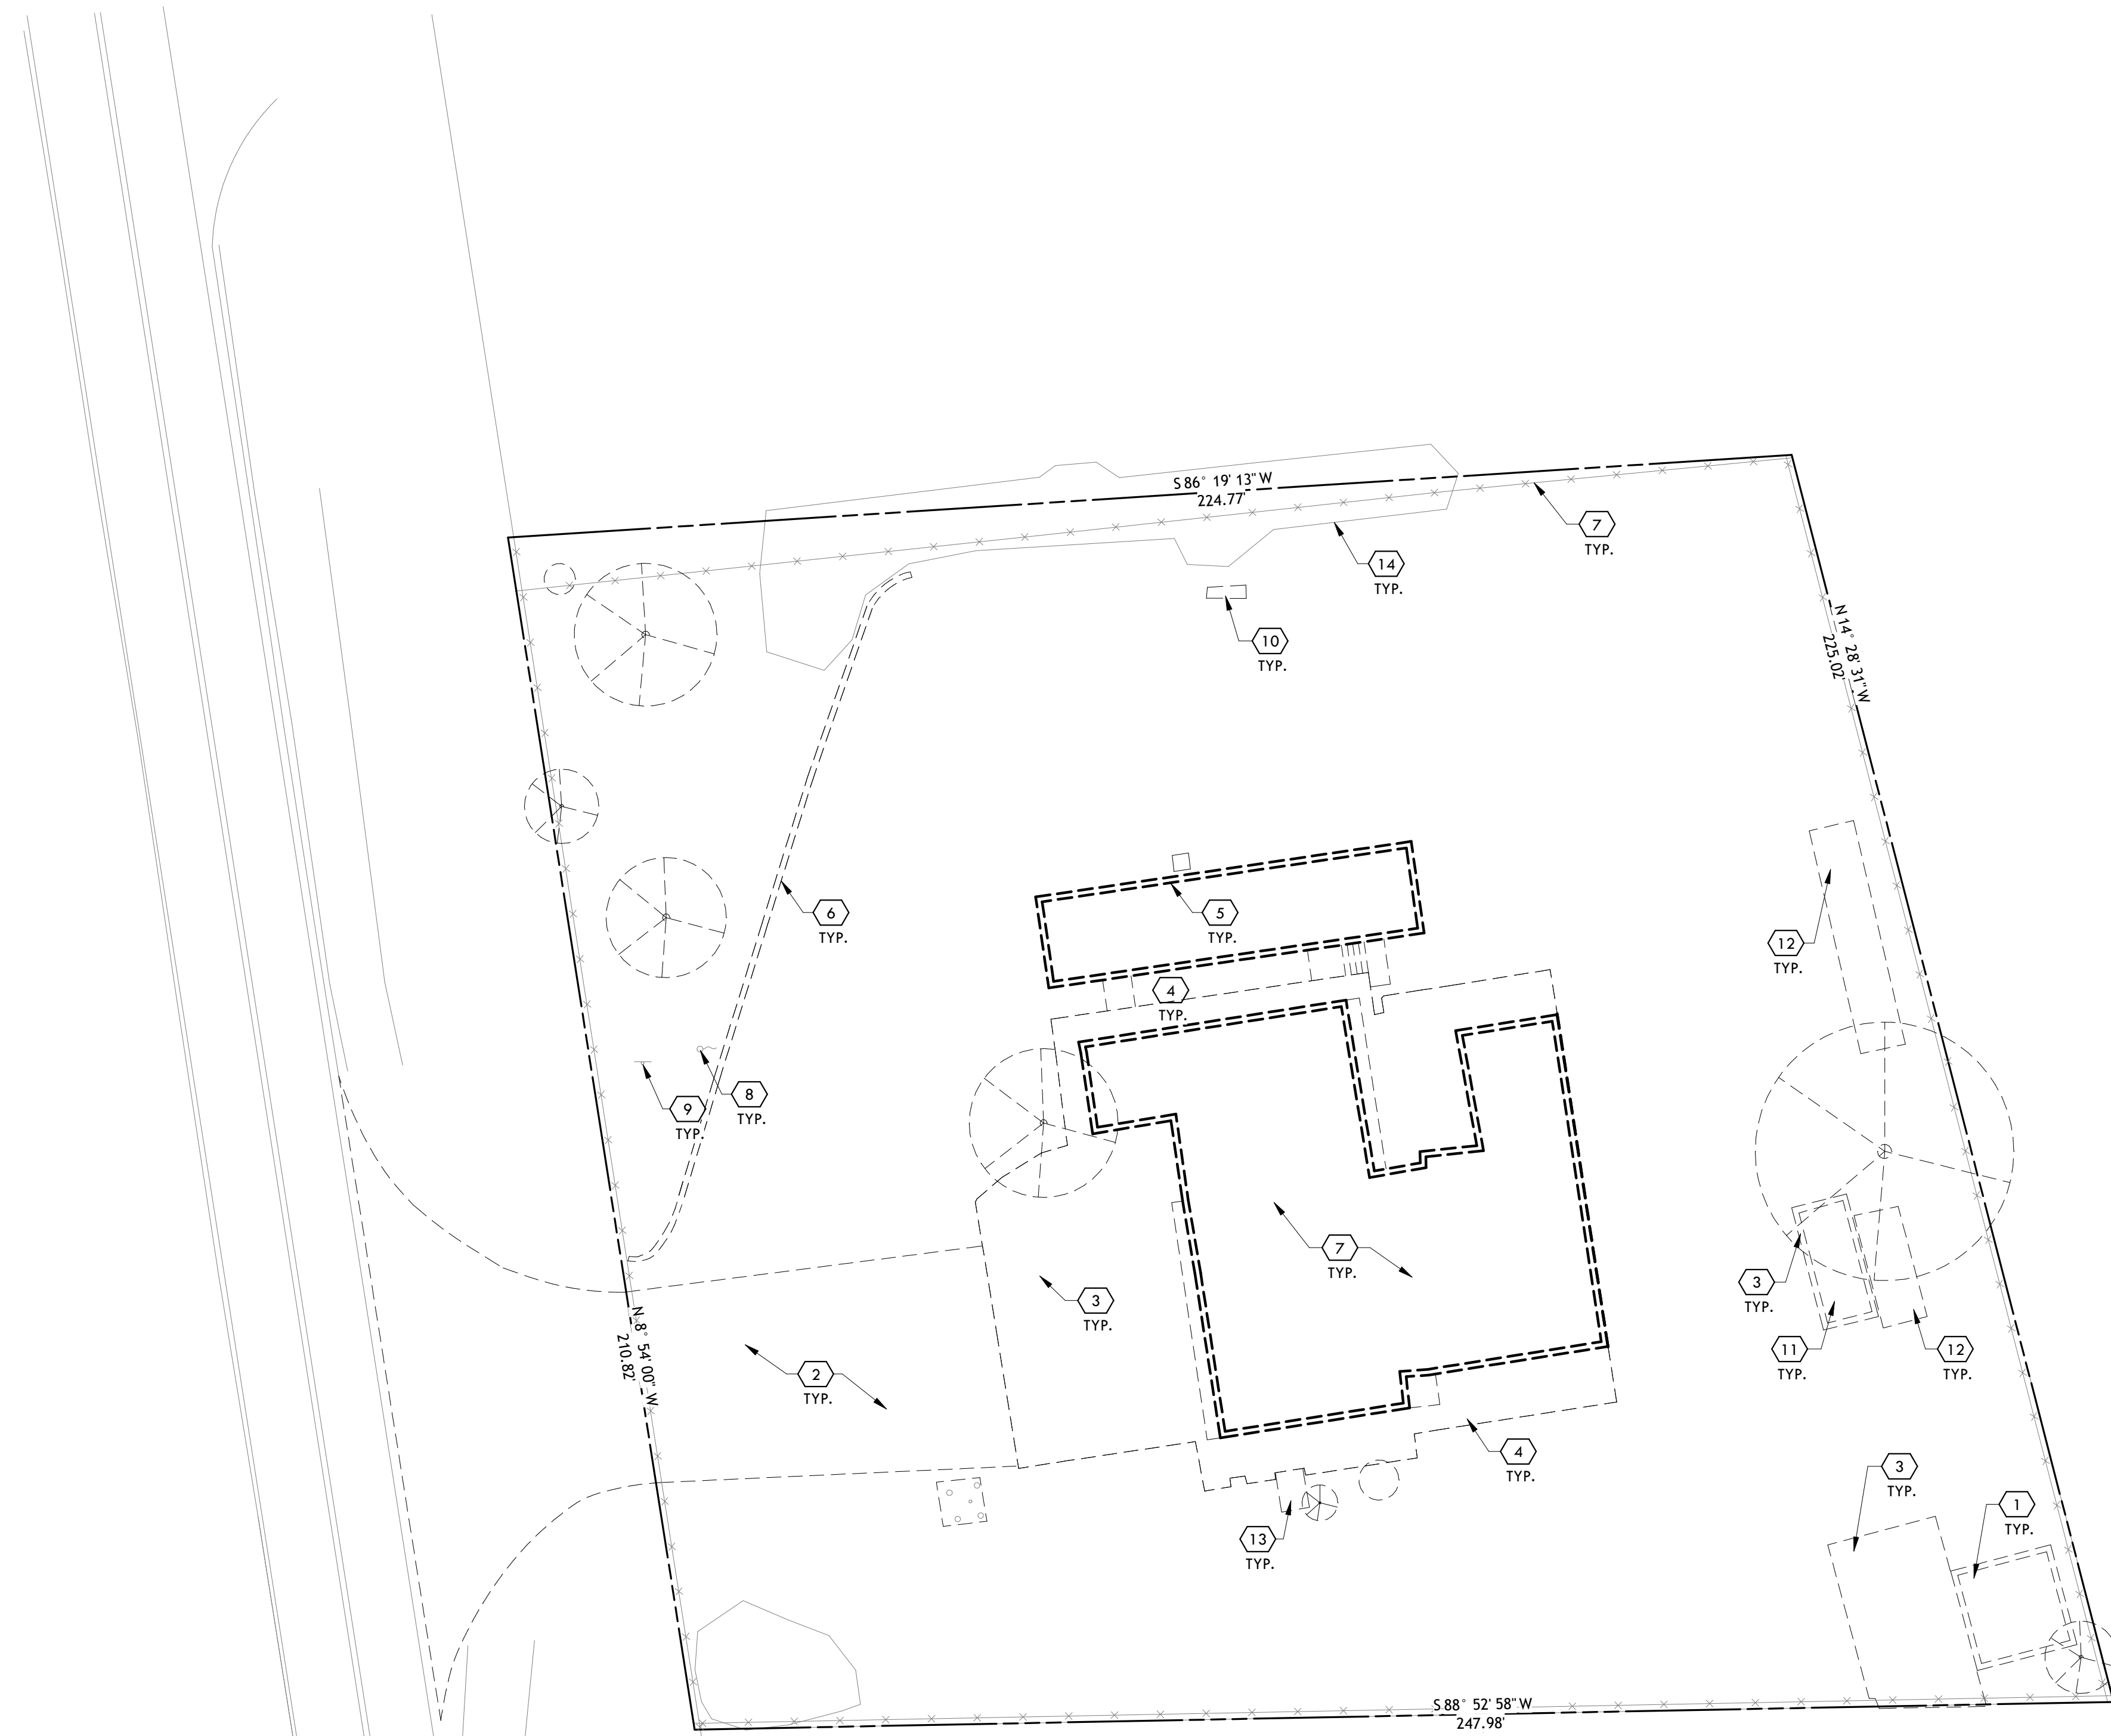 S 86° 19' 13" W
224.77'
7
TYP.
14
TYP.
10
TYP.
N 14° 28' 31" W
225.02'
6
TYP.
5
TYP.
12
TYP.
4
TYP.
8
TYP.
9
TYP.
7
TYP.
3
TYP.
3
TYP.
N 8° 54' 00" W
210.82'
2
TYP.
11
TYP.
12
TYP.
4
TYP.
3
TYP.
1
TYP.
13
TYP.
S 88° 52' 58" W
247.98'